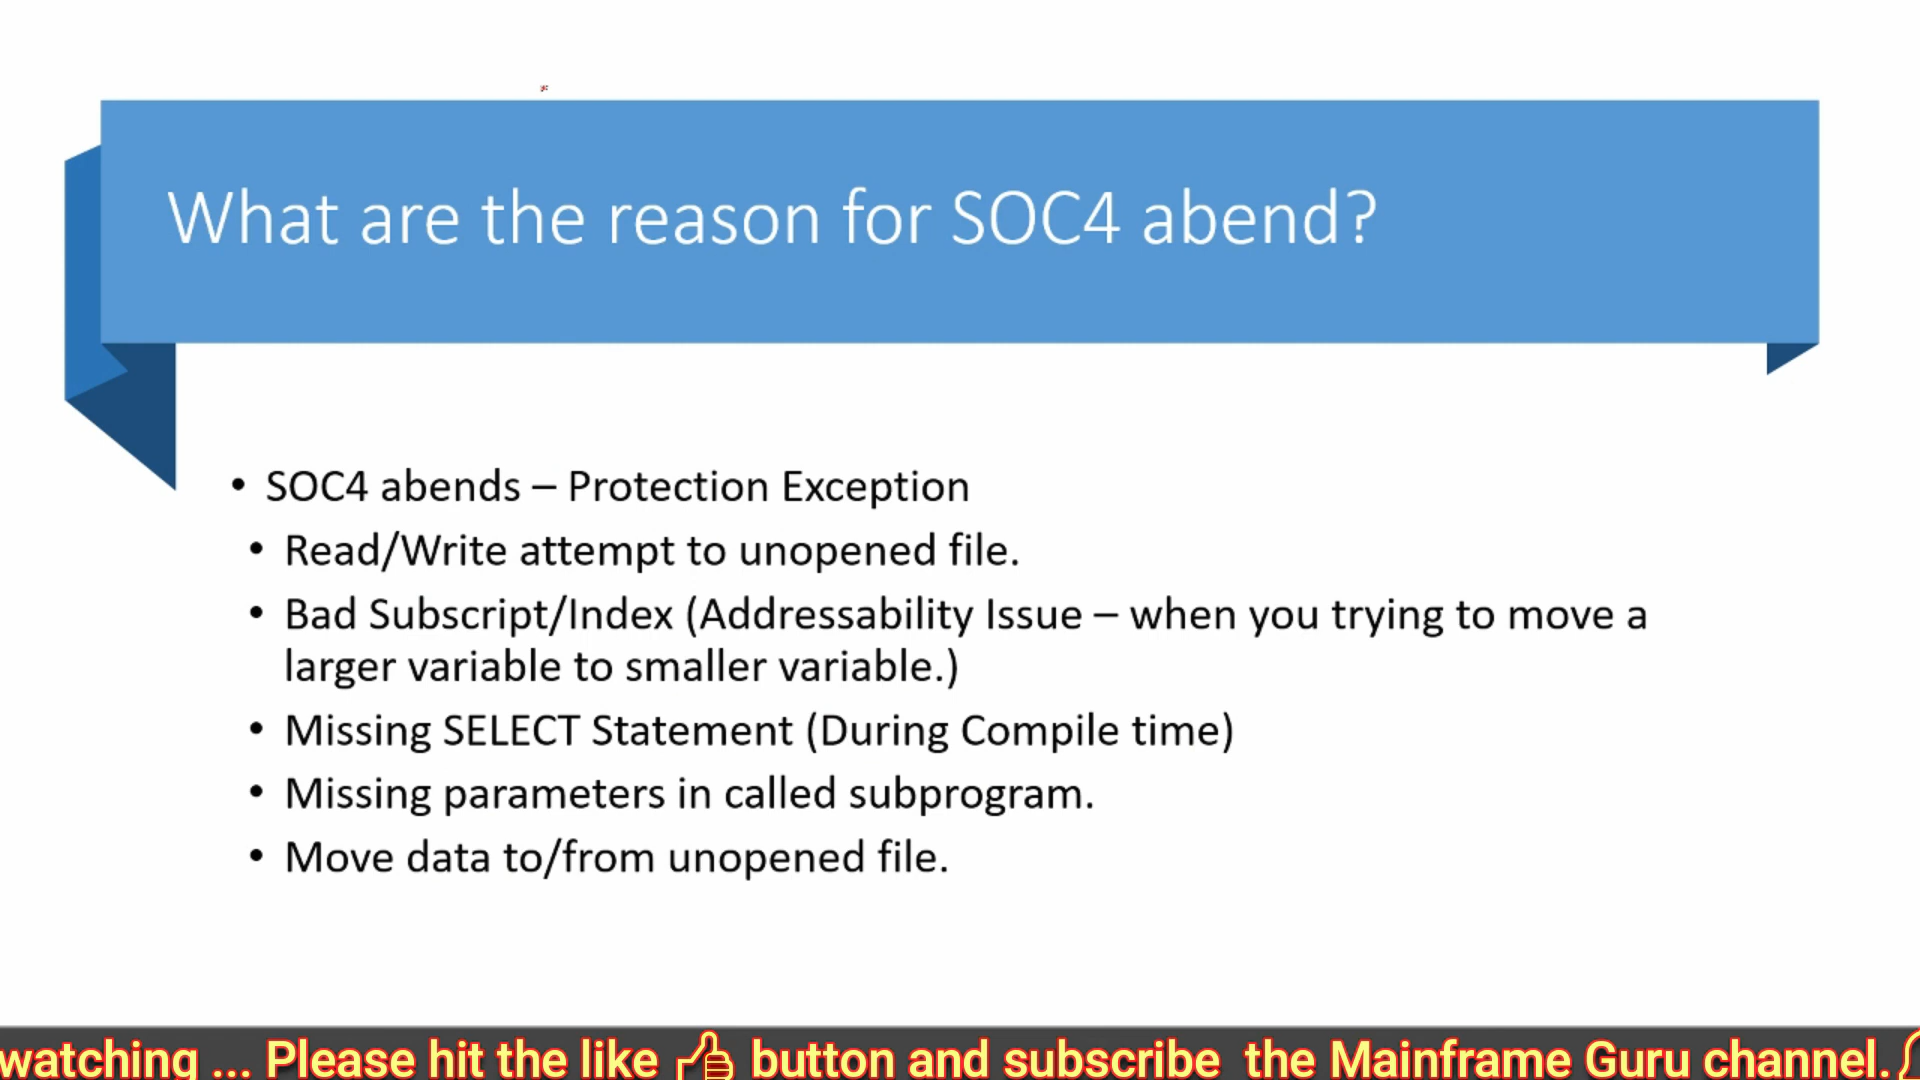 What are the reason for SOC4 abend?
• SOC4 abends – Protection Exception
• Read/Write attempt to unopened file.
• Bad Subscript/Index (Addressability Issue – when you trying to move a
larger variable to smaller variable.)
• Missing SELECT Statement (During Compile time)
• Missing parameters in called subprogram.
• Move data to/from unopened file.
watching ... Please hit the like 👍 button and subscribe the Mainframe Guru channel.